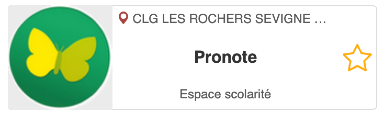 CLG LES ROCHERS SEVIGNE ...
Pronote
Espace scolarité